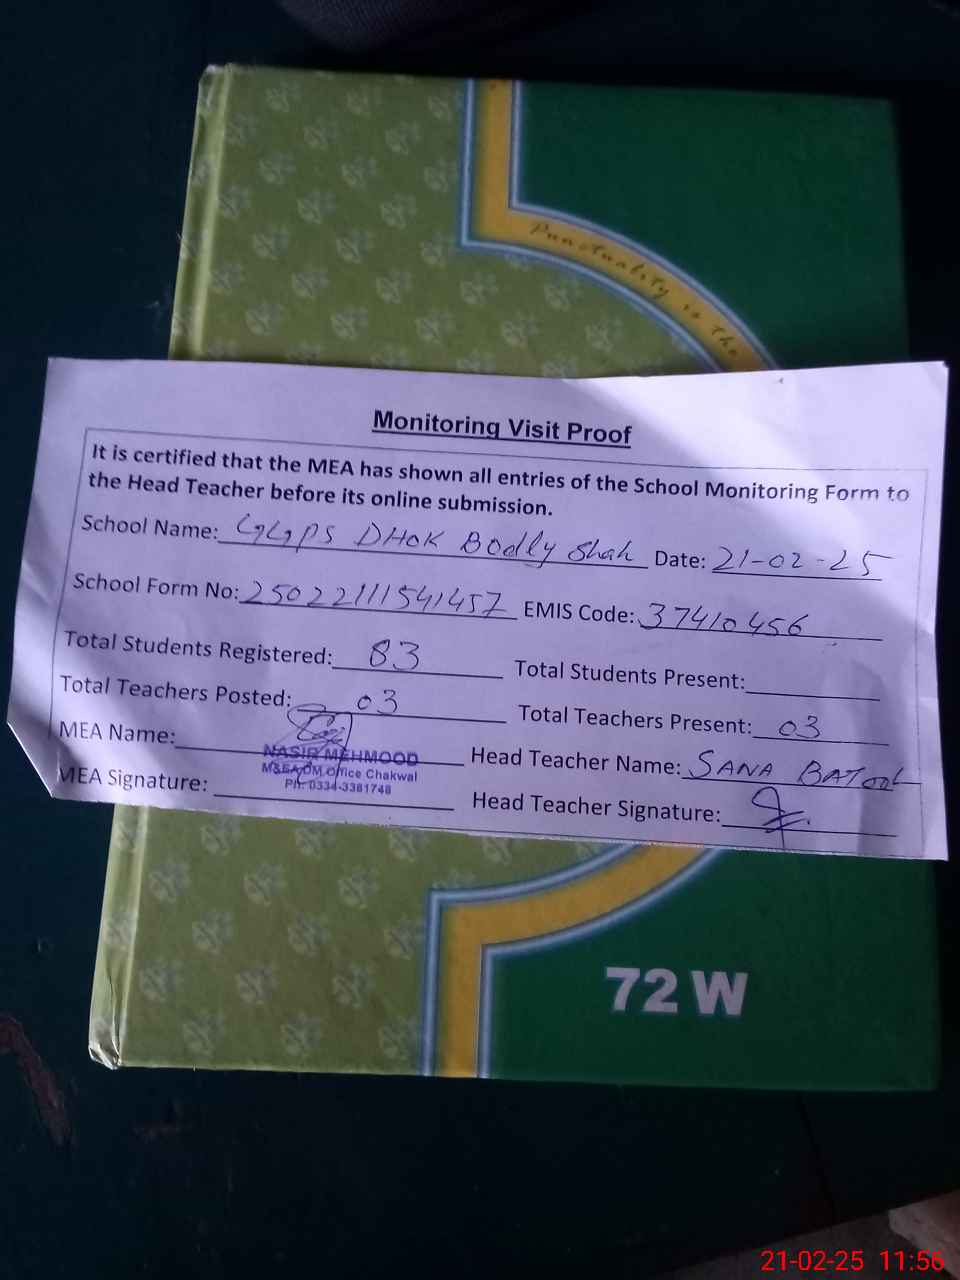 Punctuality is the
Monitoring Visit Proof
It is certified that the MEA has shown all entries of the School Monitoring Form to
the Head Teacher before its online submission.
School Name: GGPS DHOK Bodly Shah Date: 21-02-25
School Form No: 25022111541457 EMIS Code: 37410456
Total Students Registered: 83 Total Students Present:
Total Teachers Posted: 03 Total Teachers Present: 03
MEA Name: NASIR MEHMOOD Head Teacher Name: SANA BATOOL
M&EA, DM Office Chakwal
Ph: 0334-3381748
MEA Signature: Head Teacher Signature:
72 W
21-02-25 11:56